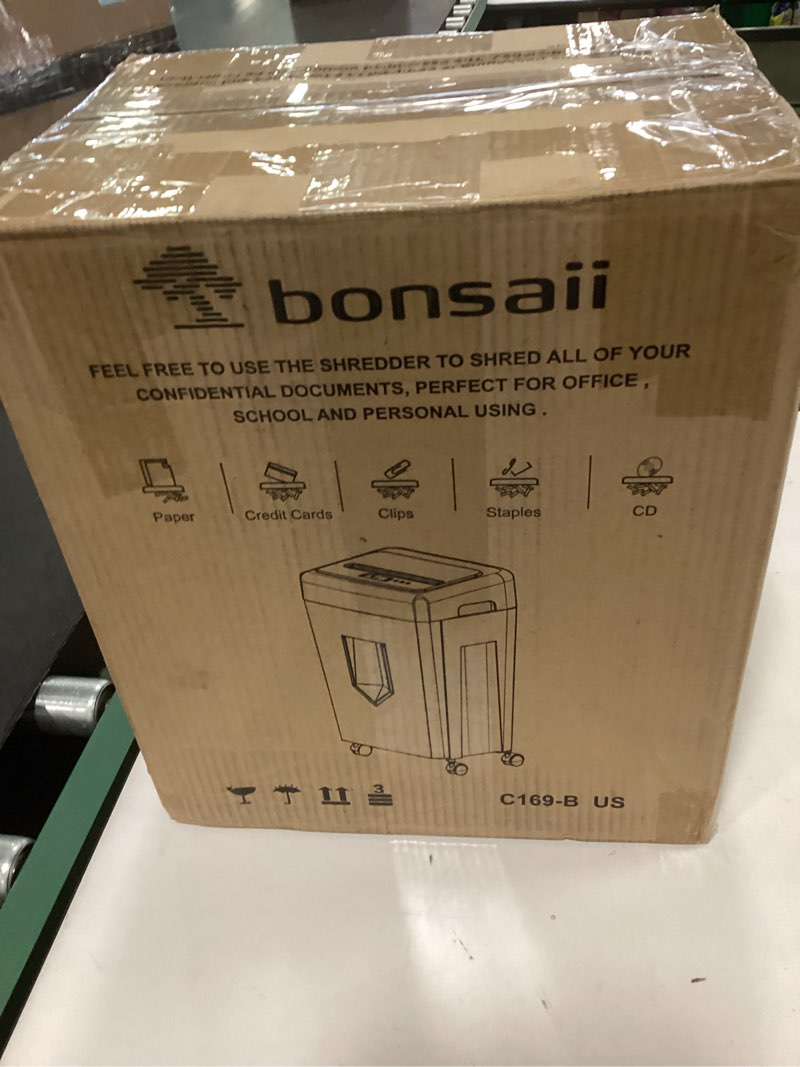 bonsaii
FEEL FREE TO USE THE SHREDDER TO SHRED ALL OF YOUR
CONFIDENTIAL DOCUMENTS, PERFECT FOR OFFICE ,
SCHOOL AND PERSONAL USING .
Paper
Credit Cards
Clips
Staples
CD
3
C169-B US